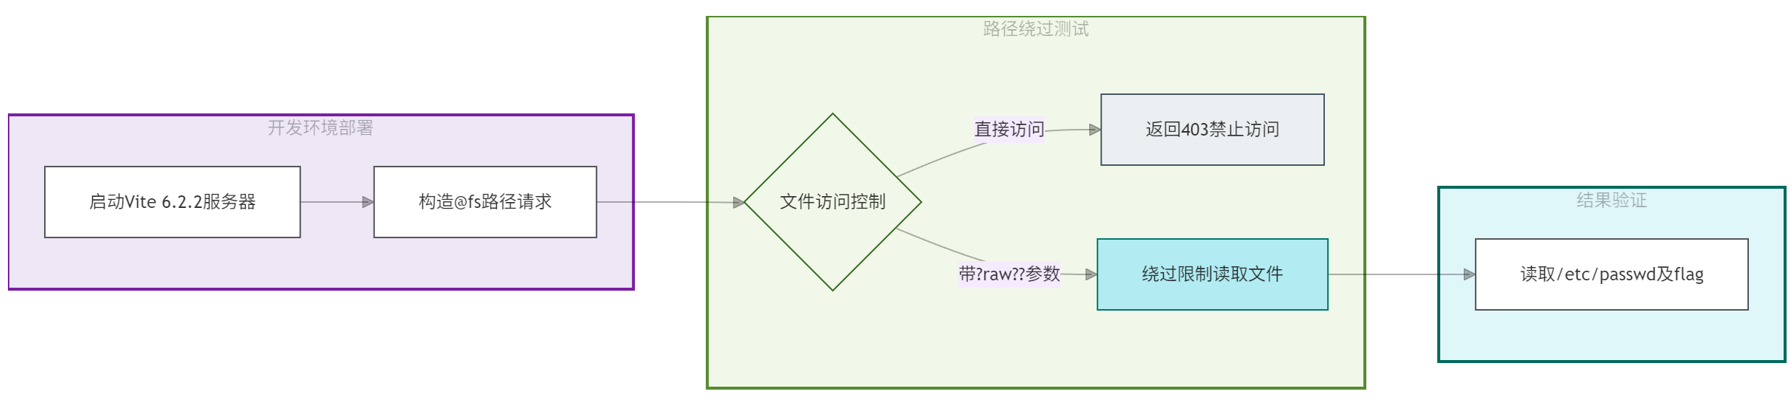 开发环境部署
启动Vite 6.2.2服务器
构造@fs路径请求
路径绕过测试
文件访问控制
直接访问
返回403禁止访问
带?raw??参数
绕过限制读取文件
结果验证
读取/etc/passwd及flag